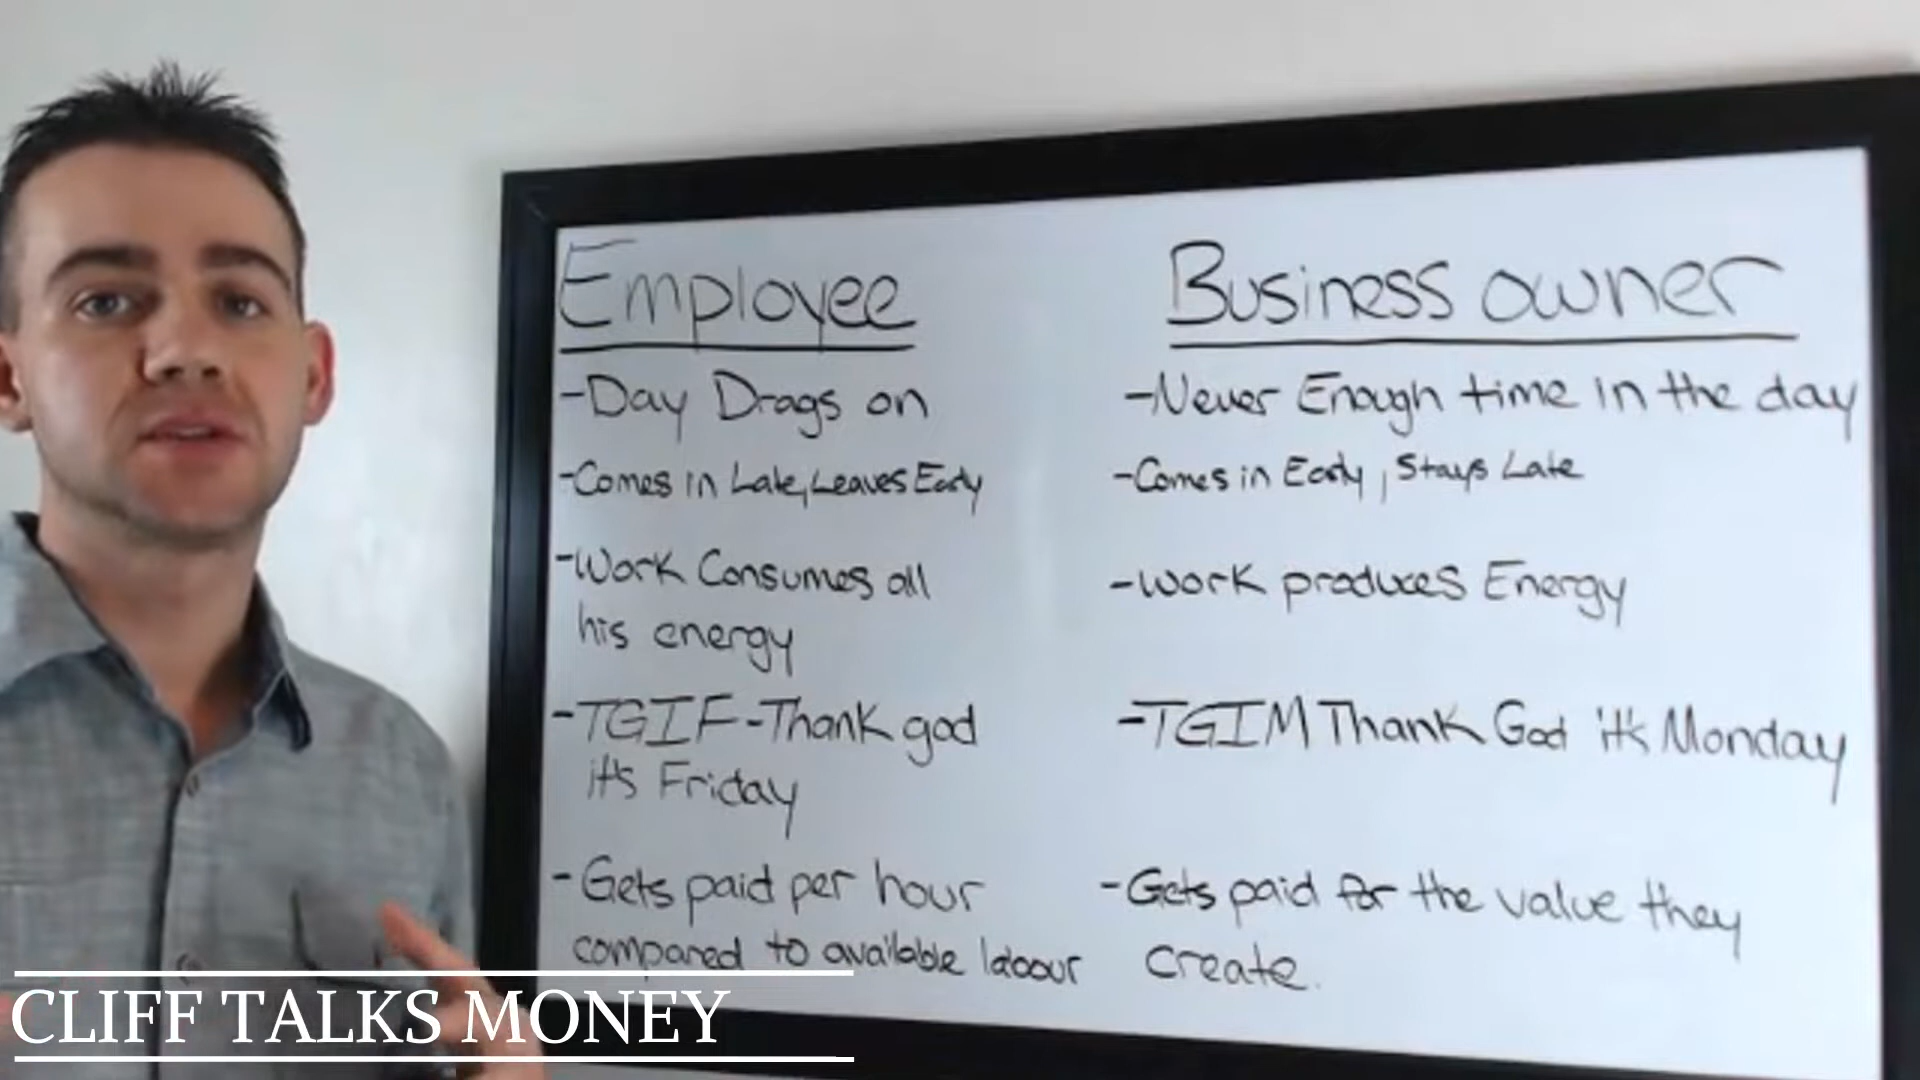 Employee
-Day Drags on
-Comes in Late, Leaves Early
-Work Consumes all
his energy
-TGIF-Thank god
it's Friday
-Gets paid per hour
compared to available labour
Business owner
-Never Enough time in the day
-Comes in Early, Stays Late
-work produces Energy
-TGIM Thank God it's Monday
-Gets paid for the value they
create.
CLIFF TALKS MONEY